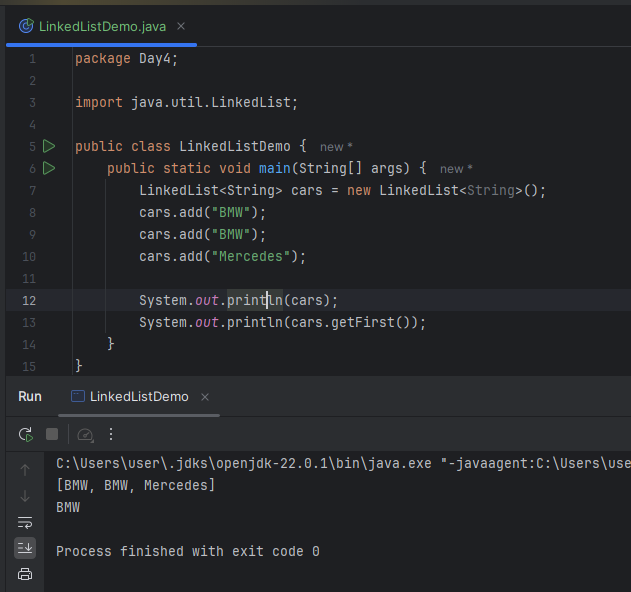 LinkedListDemo.java
1 package Day4;
2
3 import java.util.LinkedList;
4
5 public class LinkedListDemo { new *
6 public static void main(String[] args) { new *
7 LinkedList<String> cars = new LinkedList<String>();
8 cars.add("BMW");
9 cars.add("BMW");
10 cars.add("Mercedes");
11
12 System.out.println(cars);
13 System.out.println(cars.getFirst());
14 }
15 }
Run LinkedListDemo
C:\Users\user\.jdks\openjdk-22.0.1\bin\java.exe "-javaagent:C:\Users\use
[BMW, BMW, Mercedes]
BMW
Process finished with exit code 0